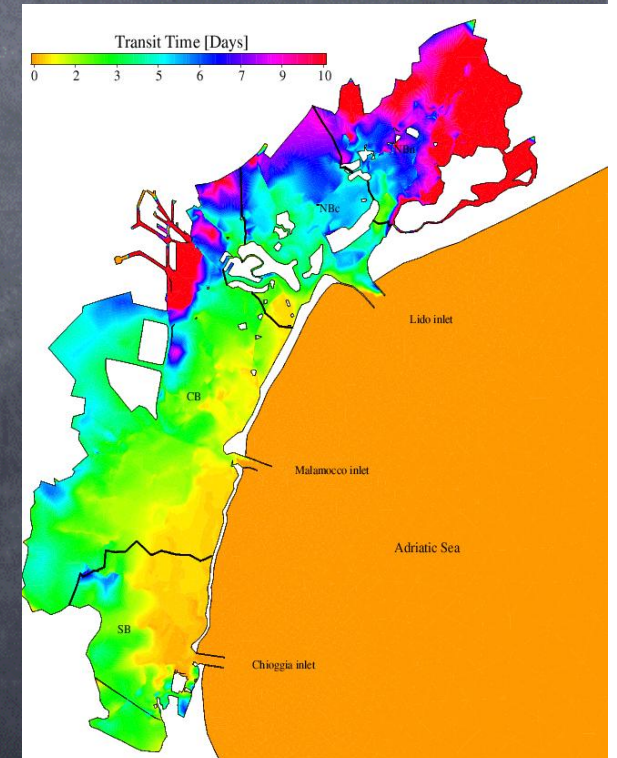 Transit Time [Days]
0 2 3 5 6 7 9 10
NBn
NBc
Lido inlet
CB
Malamocco inlet
Adriatic Sea
SB
Chioggia inlet